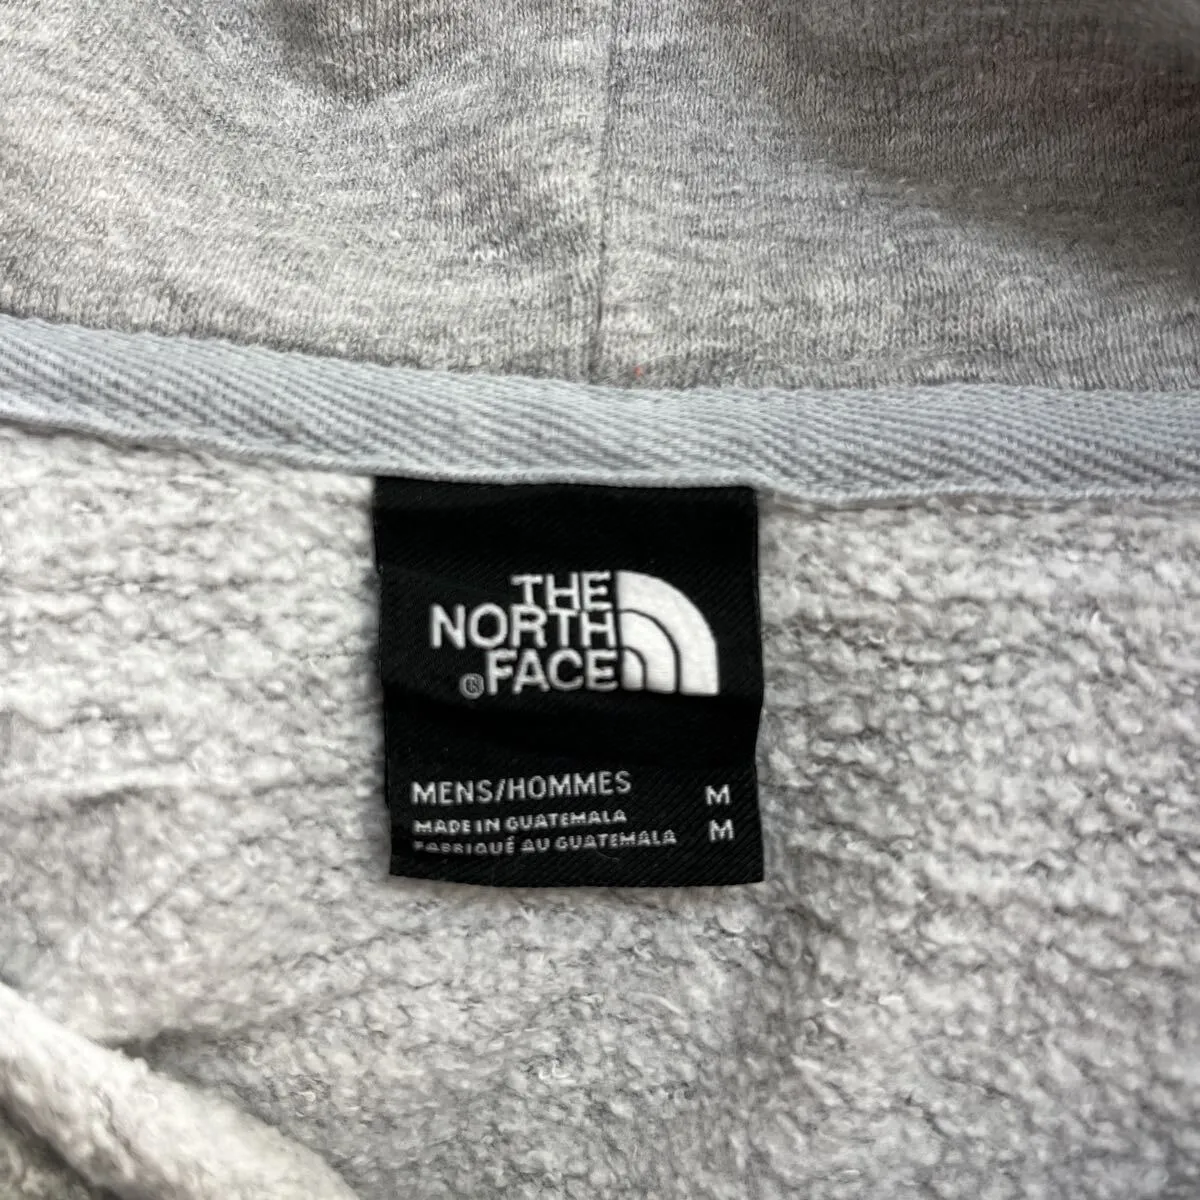 THE
NORTH
®FACE
MENS/HOMMES M
MADE IN GUATEMALA
FABRIQUÉ AU GUATEMALA M